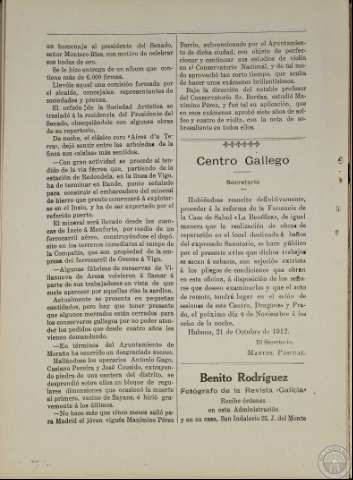 un homenaje al presidente del Senado,
señor Montero Ríos, con motivo de celebrar
sus bodas de oro.
Se le hizo entrega de un album que con-
tiene más de 6.000 firmas.
Llevóle aquel una comisión formada por
el alcalde, concejales, representantes de
sociedades y prensa.
El orfeón de la Sociedad Artística se
trasladó á la residencia del Presidente del
Senado, obsequiándole con algunas obras
de su repertorio.
De noche, el clásico coro «Aires d'a Te-
rra», dejó sentir entre las arboledas de la
finca sus «alalas» más sentidos.
—Con gran actividad se procede al ten-
dido de la vía férrea que, partiendo de la
estación de Redondela, en la línea de Vigo,
ha de terminar en Rande, punto señalado
para construir el embarcadero del mineral
de hierro que pronto comenzará á explotar-
se en el Incio, y ha de ser exportado por el
referido puerto.
El mineral será llevado desde las cuen-
cas de Incio á Monforte, por medio de un
ferrocarril aéreo, construyéndose el depó-
sito en los terrenos inmediatos al muelle de
la Compañía, que son propiedad de la em-
presa del ferrocarril de Orense á Vigo.
—Algunas fábricas de conservas de Vi-
llanueva de Arosa volvieron á llamar á
parte de sus trabajadoras en vista de que
suele aparecer por aquellas rías la sardina.
Actualmente se presenta en pequeñas
cantidades, pero hay que tener presente
que algunos mercados están cerrados para
los conserveros gallegos por no poder aten-
der los pedidos que desde cuatro años les
vienen demandando.
—En términos del Ayuntamiento de
Moraña ha ocurrido un desgraciado suceso.
Hallándose los operarios Antonio Gago,
Casiano Pereira y José Couñido, extrayen-
do piedra de una cantera del distrito, se
desprendió sobre ellos un bloque de regu-
lares dimensiones que ocasionó la muerte
al primero, vecino de Sayans, é hirió gra-
vemente á los últimos.
—No hace más que cinco meses salió pa-
ra Madrid el joven vigués Maximino Pérez
Barrio, subvencionado por el Ayuntamien-
to de dicha ciudad, con objeto de perfec-
cionar y continuar sus estudios de violín
en el Conservatorio Nacional, y de tal mo-
do aprovechó tan corto tiempo, que acaba
de hacer unos exámenes brillantísimos.
Bajo la dirección del notable profesor
del Conservatorio Sr. Bordas, estudió Ma-
ximino Pérez, y fué tal su aplicación, que
en esos exámenes aprobó siete años de sol-
feo y cuatro de violín, con la nota de so-
bresaliente en todos ellos.
Centro Gallego
Secretaría
Habiéndose resuelto definitivamente,
proceder á la reforma de la Farmacia de
la Casa de Salud «La Benéfica», de igual
manera que la realización de obras de
reparación en el local destinado á baños
del expresado Sanatorio, se hace público
por el presente aviso que dichos trabajos
se sacan á subasta, con sujeción extricta
á los pliegos de condiciones que obran
en esta oficina, á disposición de los seño-
res que deseen examinarlos y que el acto
de remate, tendrá lugar en el salón de
sesiones de este Centro, Dragones y Pra-
do, el próximo día 4 de Noviembre á las
ocho de la noche.
Habana, 21 de Octubre de 1912.
El Secretario,
MANUEL PASCUAL
Benito Rodríguez
Fotógrafo de la Revista «Galicia»
Recibe órdenes
en esta Administración
y en su casa, San Indalecio 26, J. del Monte